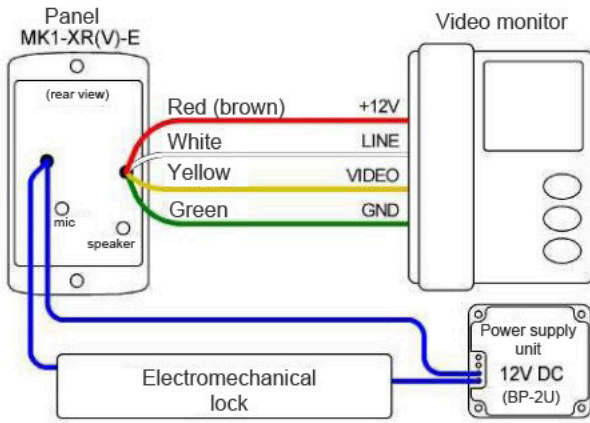 Panel
MK1-XR(V)-E
Video monitor
(rear view)
Red (brown)
+12V
White
LINE
Yellow
VIDEO
Green
GND
mic
speaker
Power supply
unit
12V DC
(BP-2U)
Electromechanical
lock